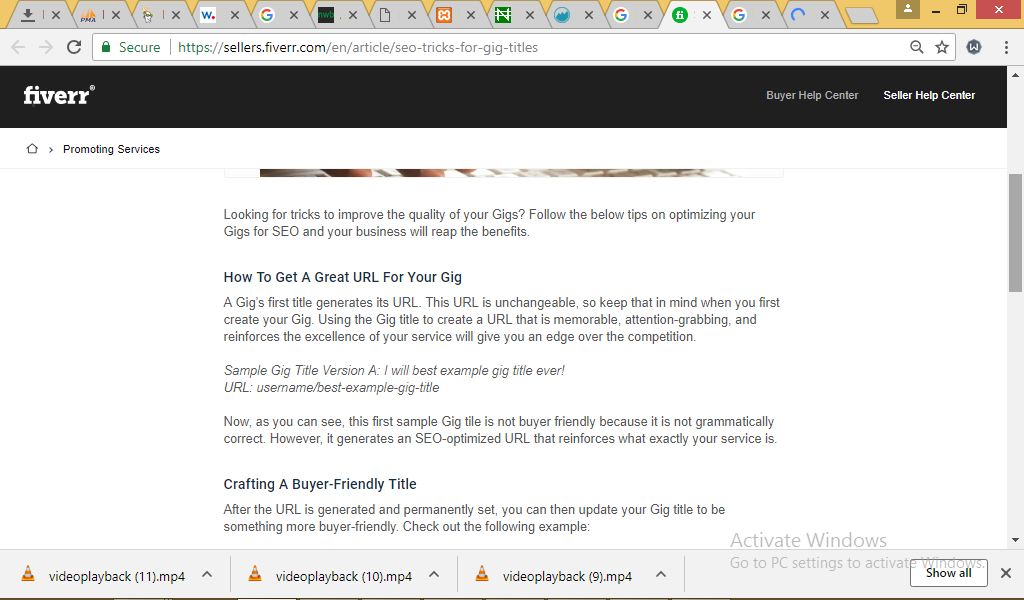 PMA
w.
nwb
fi
Secure
https://sellers.fiverr.com/en/article/seo-tricks-for-gig-titles
fiverr®
Buyer Help Center
Seller Help Center
Promoting Services
Looking for tricks to improve the quality of your Gigs? Follow the below tips on optimizing your
Gigs for SEO and your business will reap the benefits.
How To Get A Great URL For Your Gig
A Gig's first title generates its URL. This URL is unchangeable, so keep that in mind when you first
create your Gig. Using the Gig title to create a URL that is memorable, attention-grabbing, and
reinforces the excellence of your service will give you an edge over the competition.
Sample Gig Title Version A: I will best example gig title ever!
URL: username/best-example-gig-title
Now, as you can see, this first sample Gig tile is not buyer friendly because it is not grammatically
correct. However, it generates an SEO-optimized URL that reinforces what exactly your service is.
Crafting A Buyer-Friendly Title
After the URL is generated and permanently set, you can then update your Gig title to be
something more buyer-friendly. Check out the following example:
Activate Windows
Go to PC settings to activate Windows.
videoplayback (11).mp4
videoplayback (10).mp4
videoplayback (9).mp4
Show all